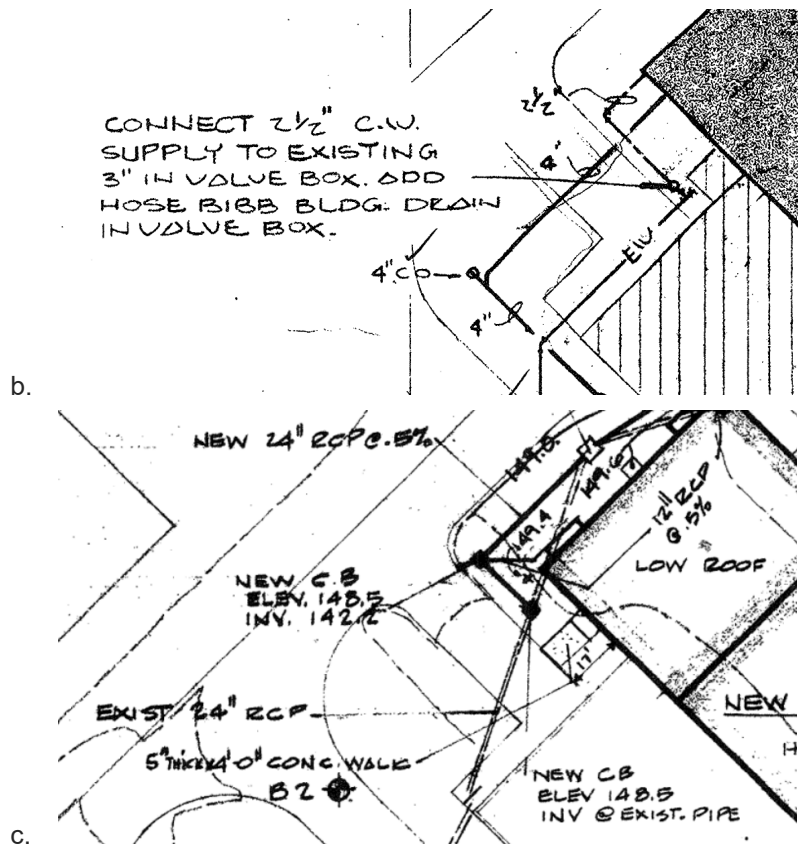 CONNECT 2½" C.W.
SUPPLY TO EXISTING
3" IN VALVE BOX. ADD
HOSE BIBB BLDG. DRAIN
IN VALVE BOX.
2½"
4"
4" CO
4"
b.
NEW 24" RCP @ .5%
149.6
149.4
12" RCP
@ .5%
LOW ROOF
NEW C.B
ELEV. 148.5
INV. 142.2
EXIST. 24" RCP
5" THICK X 4'-0" CONC. WALK
17'
B2
NEW
H
NEW CB
ELEV 148.5
INV @ EXIST. PIPE
c.